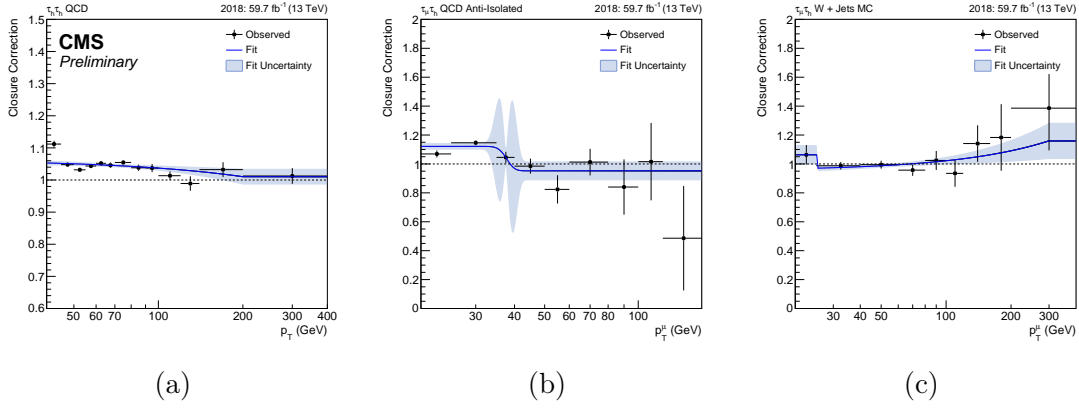 τhτh QCD 2018: 59.7 fb⁻¹ (13 TeV)
Closure Correction
1.5
1.4
1.3
1.2
1.1
1
0.9
0.8
0.7
0.6
CMS
Preliminary
Observed
Fit
Fit Uncertainty
50 60 70 100 200 300 400
pT (GeV)
(a)
τμτh QCD Anti-Isolated 2018: 59.7 fb⁻¹ (13 TeV)
Closure Correction
2
1.8
1.6
1.4
1.2
1
0.8
0.6
0.4
0.2
0
Observed
Fit
Fit Uncertainty
30 40 50 60 70 80 100
pTμ (GeV)
(b)
τμτh W + Jets MC 2018: 59.7 fb⁻¹ (13 TeV)
Closure Correction
2
1.8
1.6
1.4
1.2
1
0.8
0.6
0.4
0.2
0
Observed
Fit
Fit Uncertainty
30 40 50 100 200 300
pTμ (GeV)
(c)